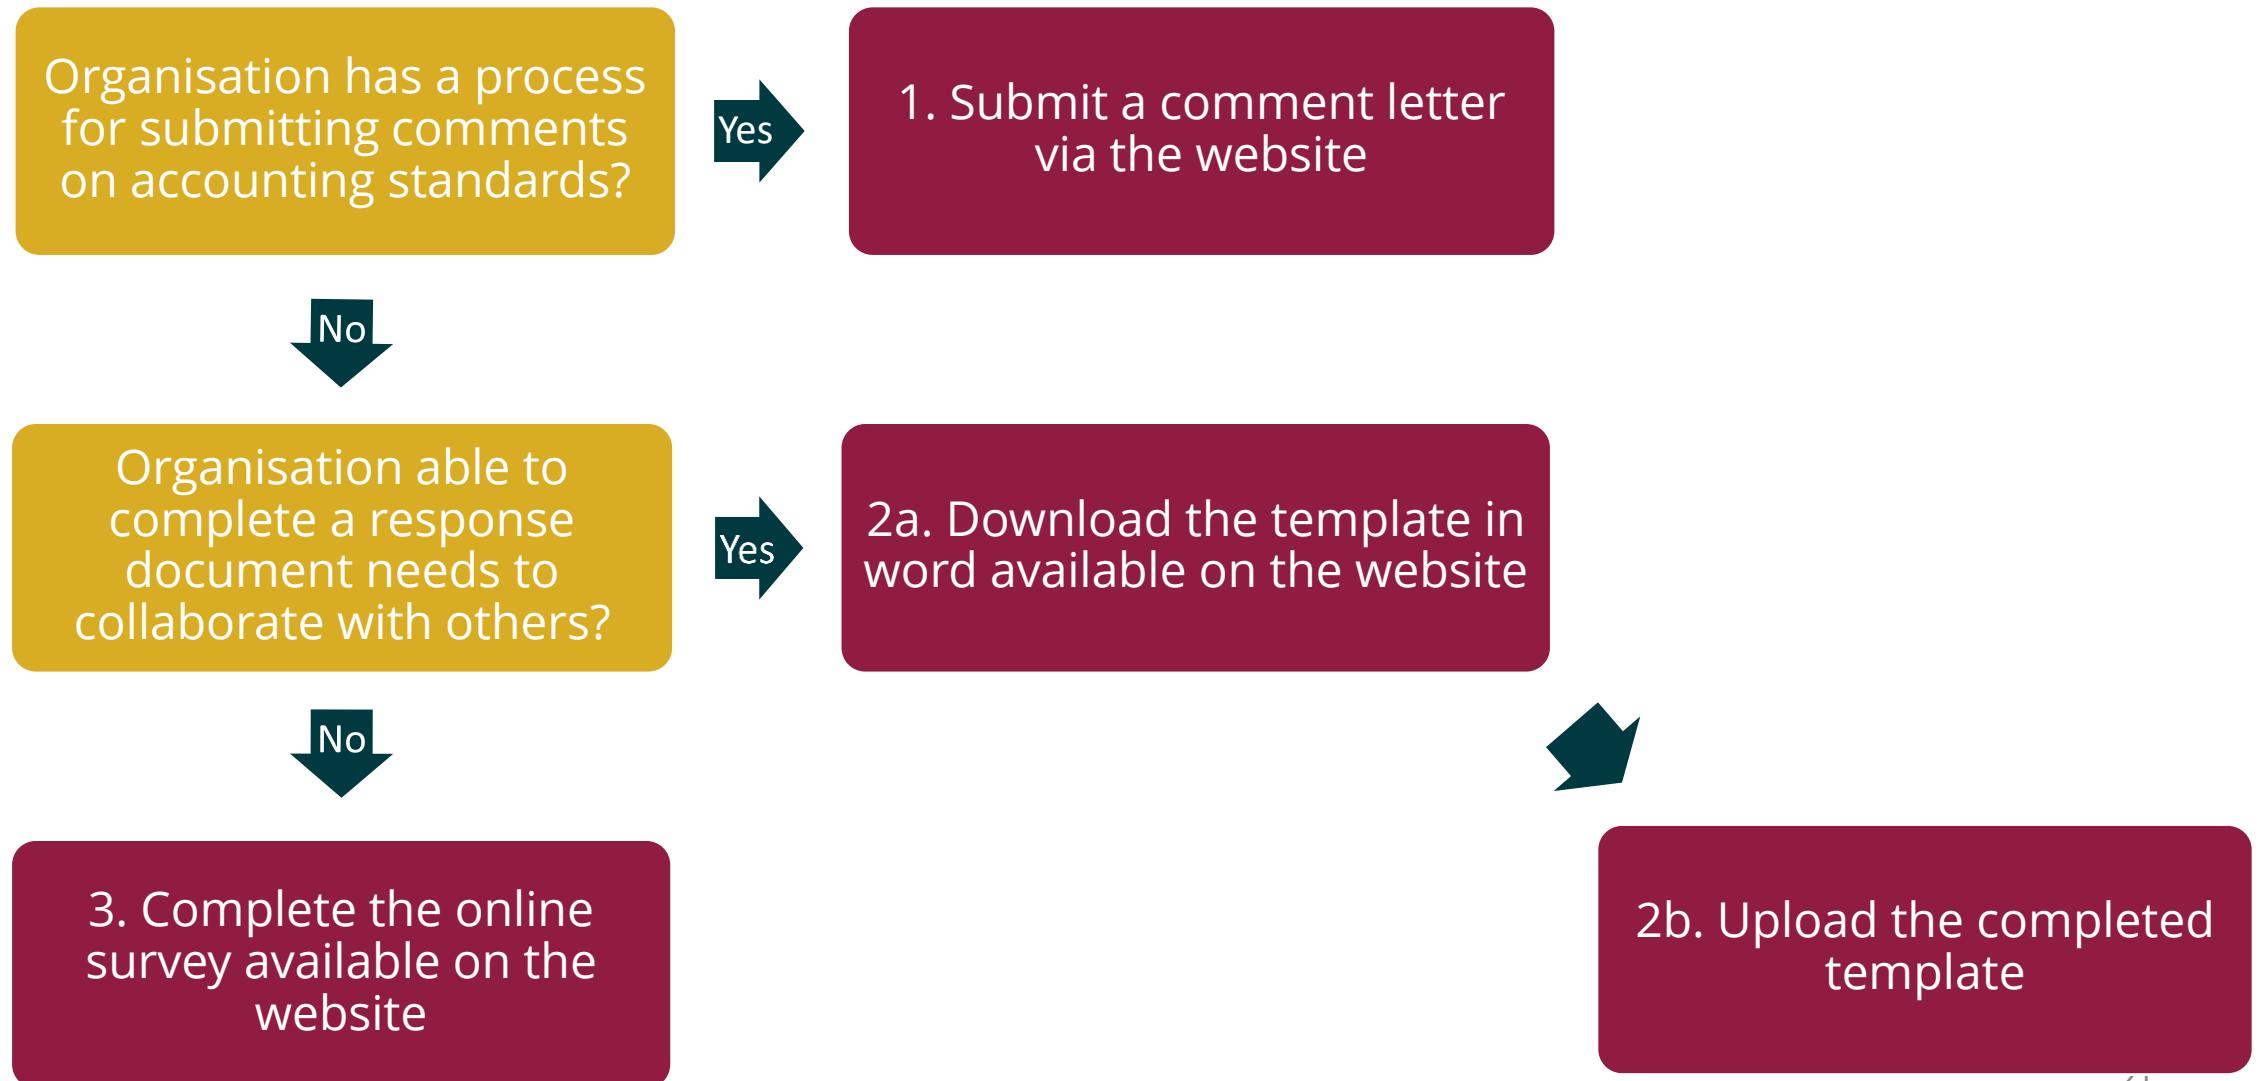 Organisation has a process
for submitting comments
on accounting standards?
Yes
1. Submit a comment letter
via the website
No
Organisation able to
complete a response
document needs to
collaborate with others?
Yes
2a. Download the template in
word available on the website
No
3. Complete the online
survey available on the
website
2b. Upload the completed
template